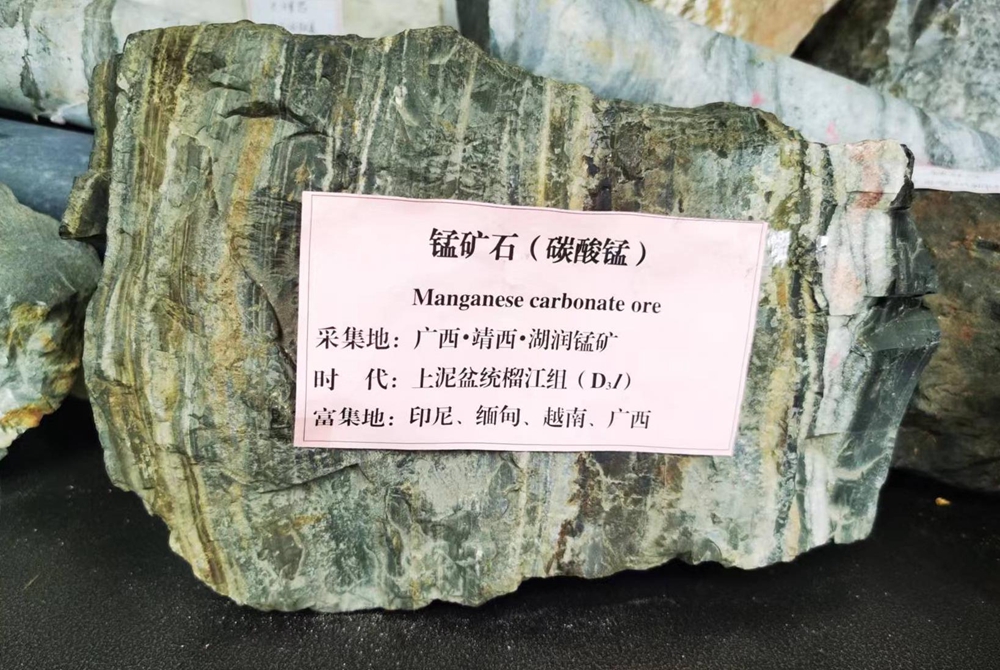 锰矿石（碳酸锰）
Manganese carbonate ore
采集地：广西•靖西•湖润锰矿
时　代：上泥盆统榴江组（D₃l）
富集地：印尼、缅甸、越南、广西